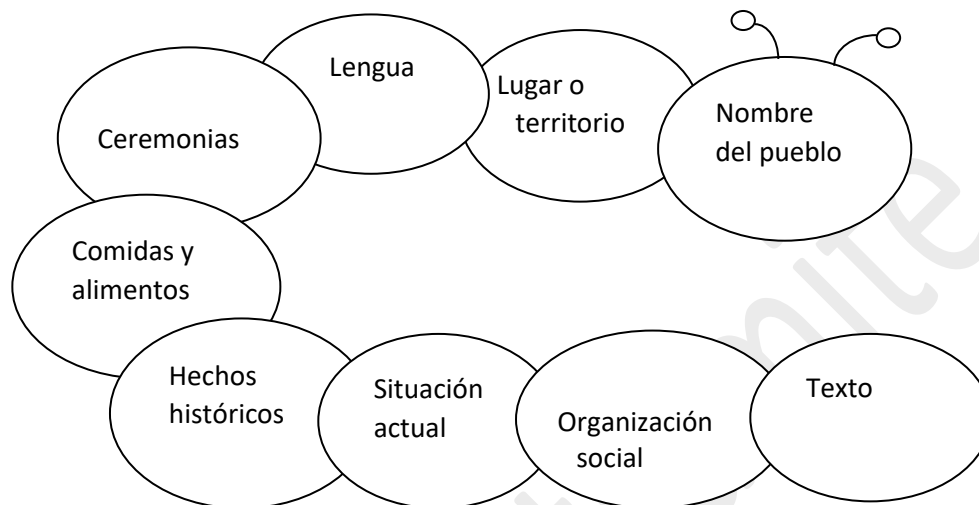 Nombre
del pueblo
Lugar o
territorio
Lengua
Ceremonias
Comidas y
alimentos
Hechos
históricos
Situación
actual
Organización
social
Texto